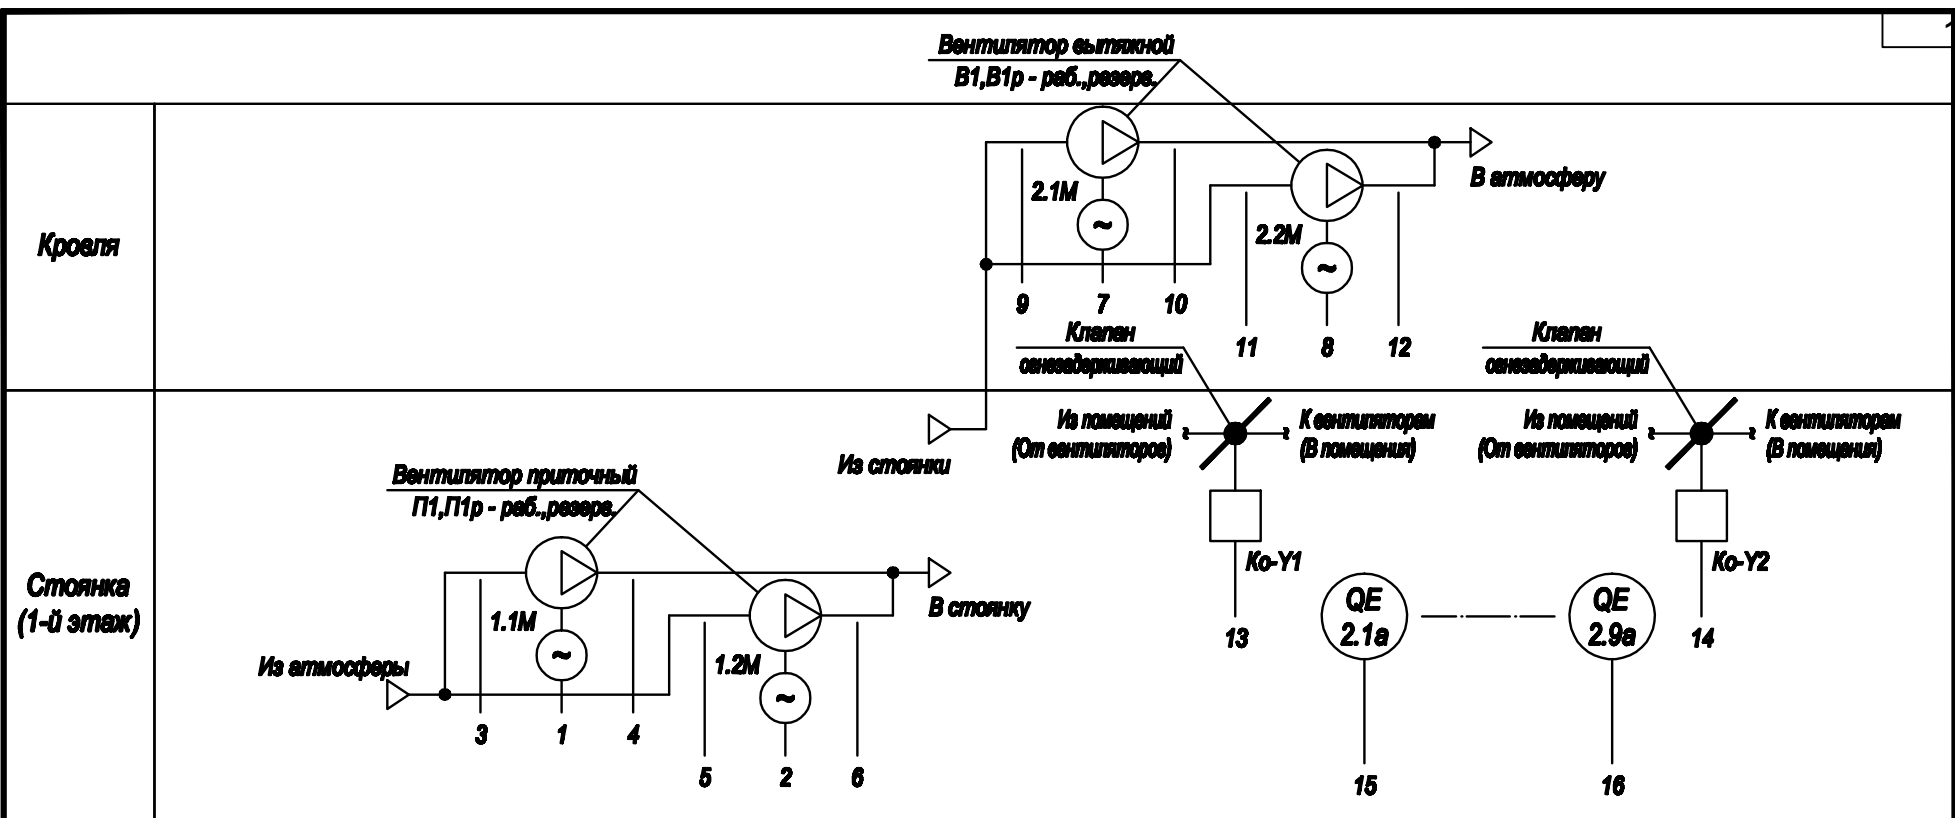 Вентилятор вытяжной
В1,В1р - раб.,резерв.
Кровля
В атмосферу
2.1М
~
2.2М
~
9
7
10
11
8
12
Клапан
огнезадерживающий
Клапан
огнезадерживающий
Из помещений
(От вентиляторов)
К вентиляторам
(В помещения)
Из помещений
(От вентиляторов)
К вентиляторам
(В помещения)
Из стоянки
Вентилятор приточный
П1,П1р - раб.,резерв.
Стоянка
(1-й этаж)
В стоянку
1.1М
~
1.2М
~
Из атмосферы
3
1
4
5
2
6
Ко-Y1
Ко-Y2
13
QE
2.1а
QE
2.9а
14
15
16